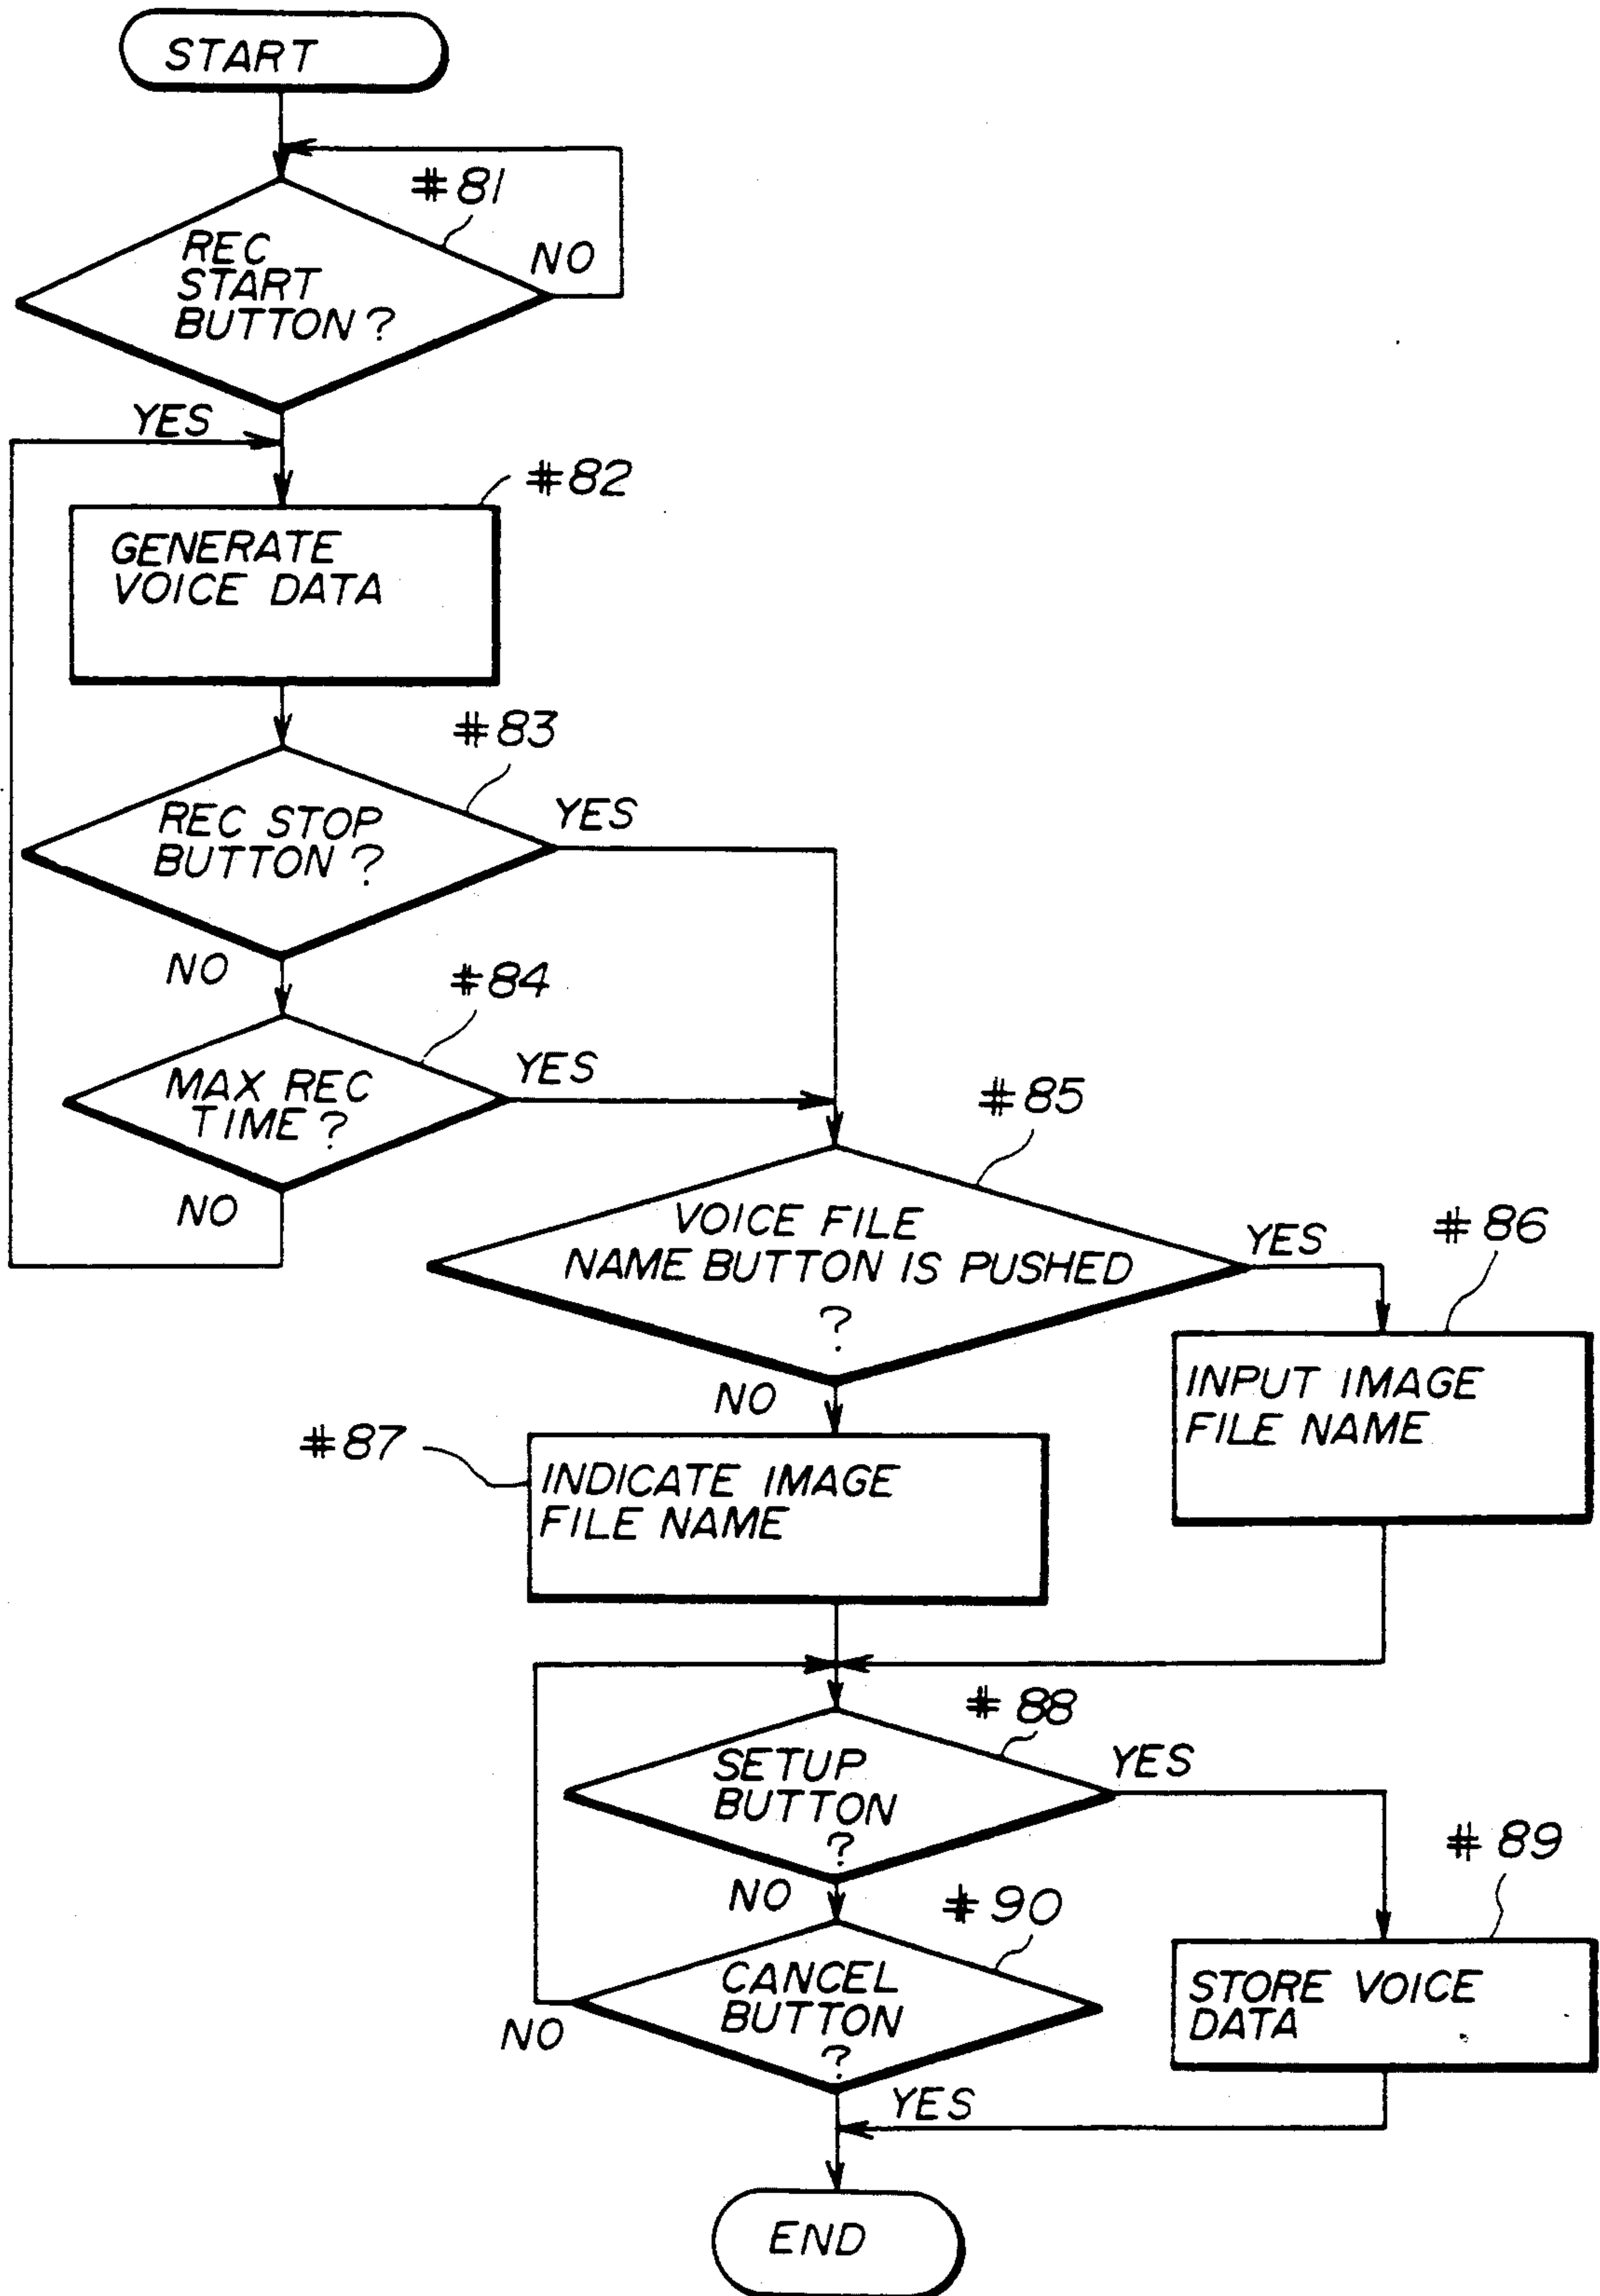 START
#81
REC
START
BUTTON?
NO
YES
#82
GENERATE
VOICE DATA
#83
REC STOP
BUTTON?
YES
NO
#84
MAX REC
TIME?
YES
NO
#85
VOICE FILE
NAME BUTTON IS PUSHED
?
YES
#86
INPUT IMAGE
FILE NAME
NO
#87
INDICATE IMAGE
FILE NAME
#88
SETUP
BUTTON
?
YES
NO
#89
STORE VOICE
DATA
#90
CANCEL
BUTTON
?
NO
YES
END